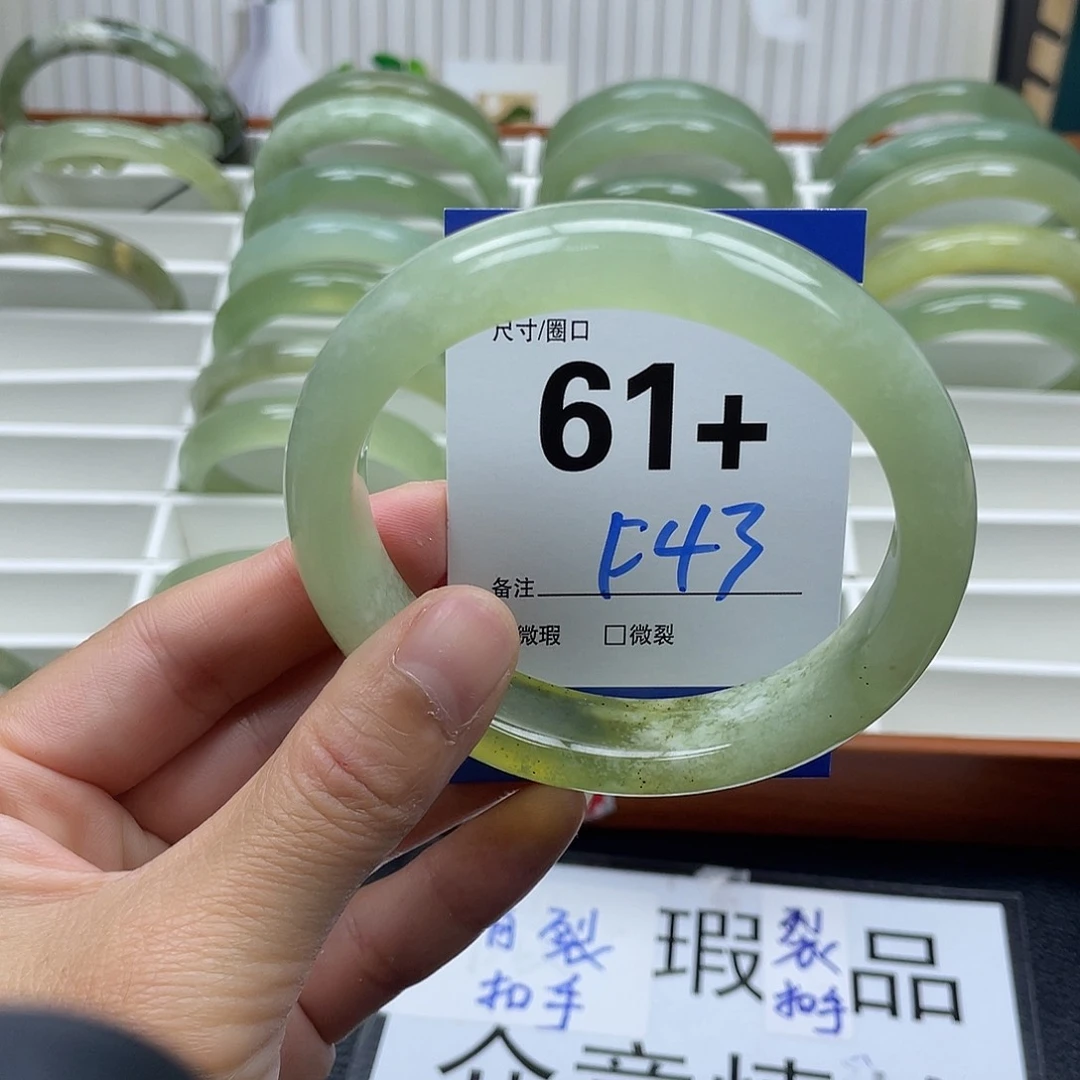 尺寸/圈口
61+
F43
备注
微瑕 □微裂
裂 瑕 裂 品
扣手 扣手